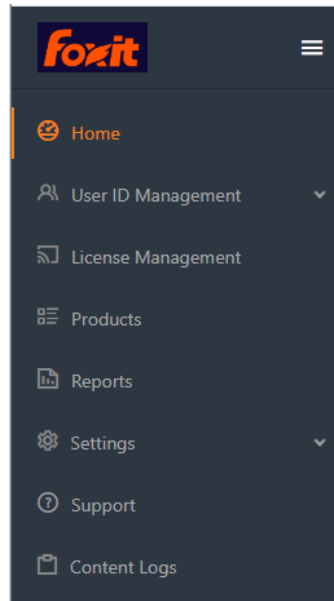 foxit
Home
User ID Management
License Management
Products
Reports
Settings
Support
Content Logs